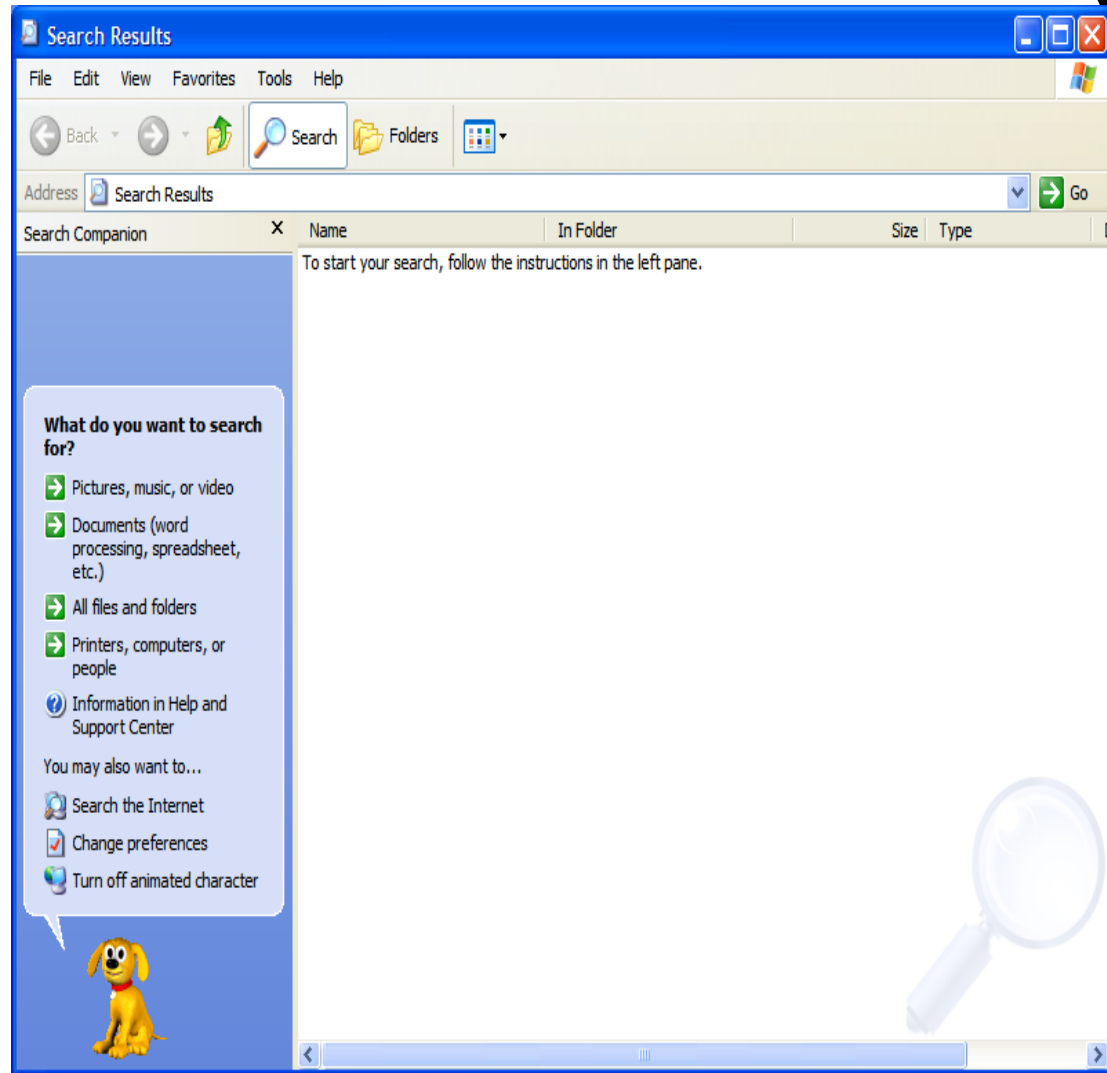 Search Results
File Edit View Favorites Tools Help
Back Search Folders
Address Search Results Go
Search Companion
Name In Folder Size Type
To start your search, follow the instructions in the left pane.
What do you want to search
for?
Pictures, music, or video
Documents (word
processing, spreadsheet,
etc.)
All files and folders
Printers, computers, or
people
Information in Help and
Support Center
You may also want to...
Search the Internet
Change preferences
Turn off animated character